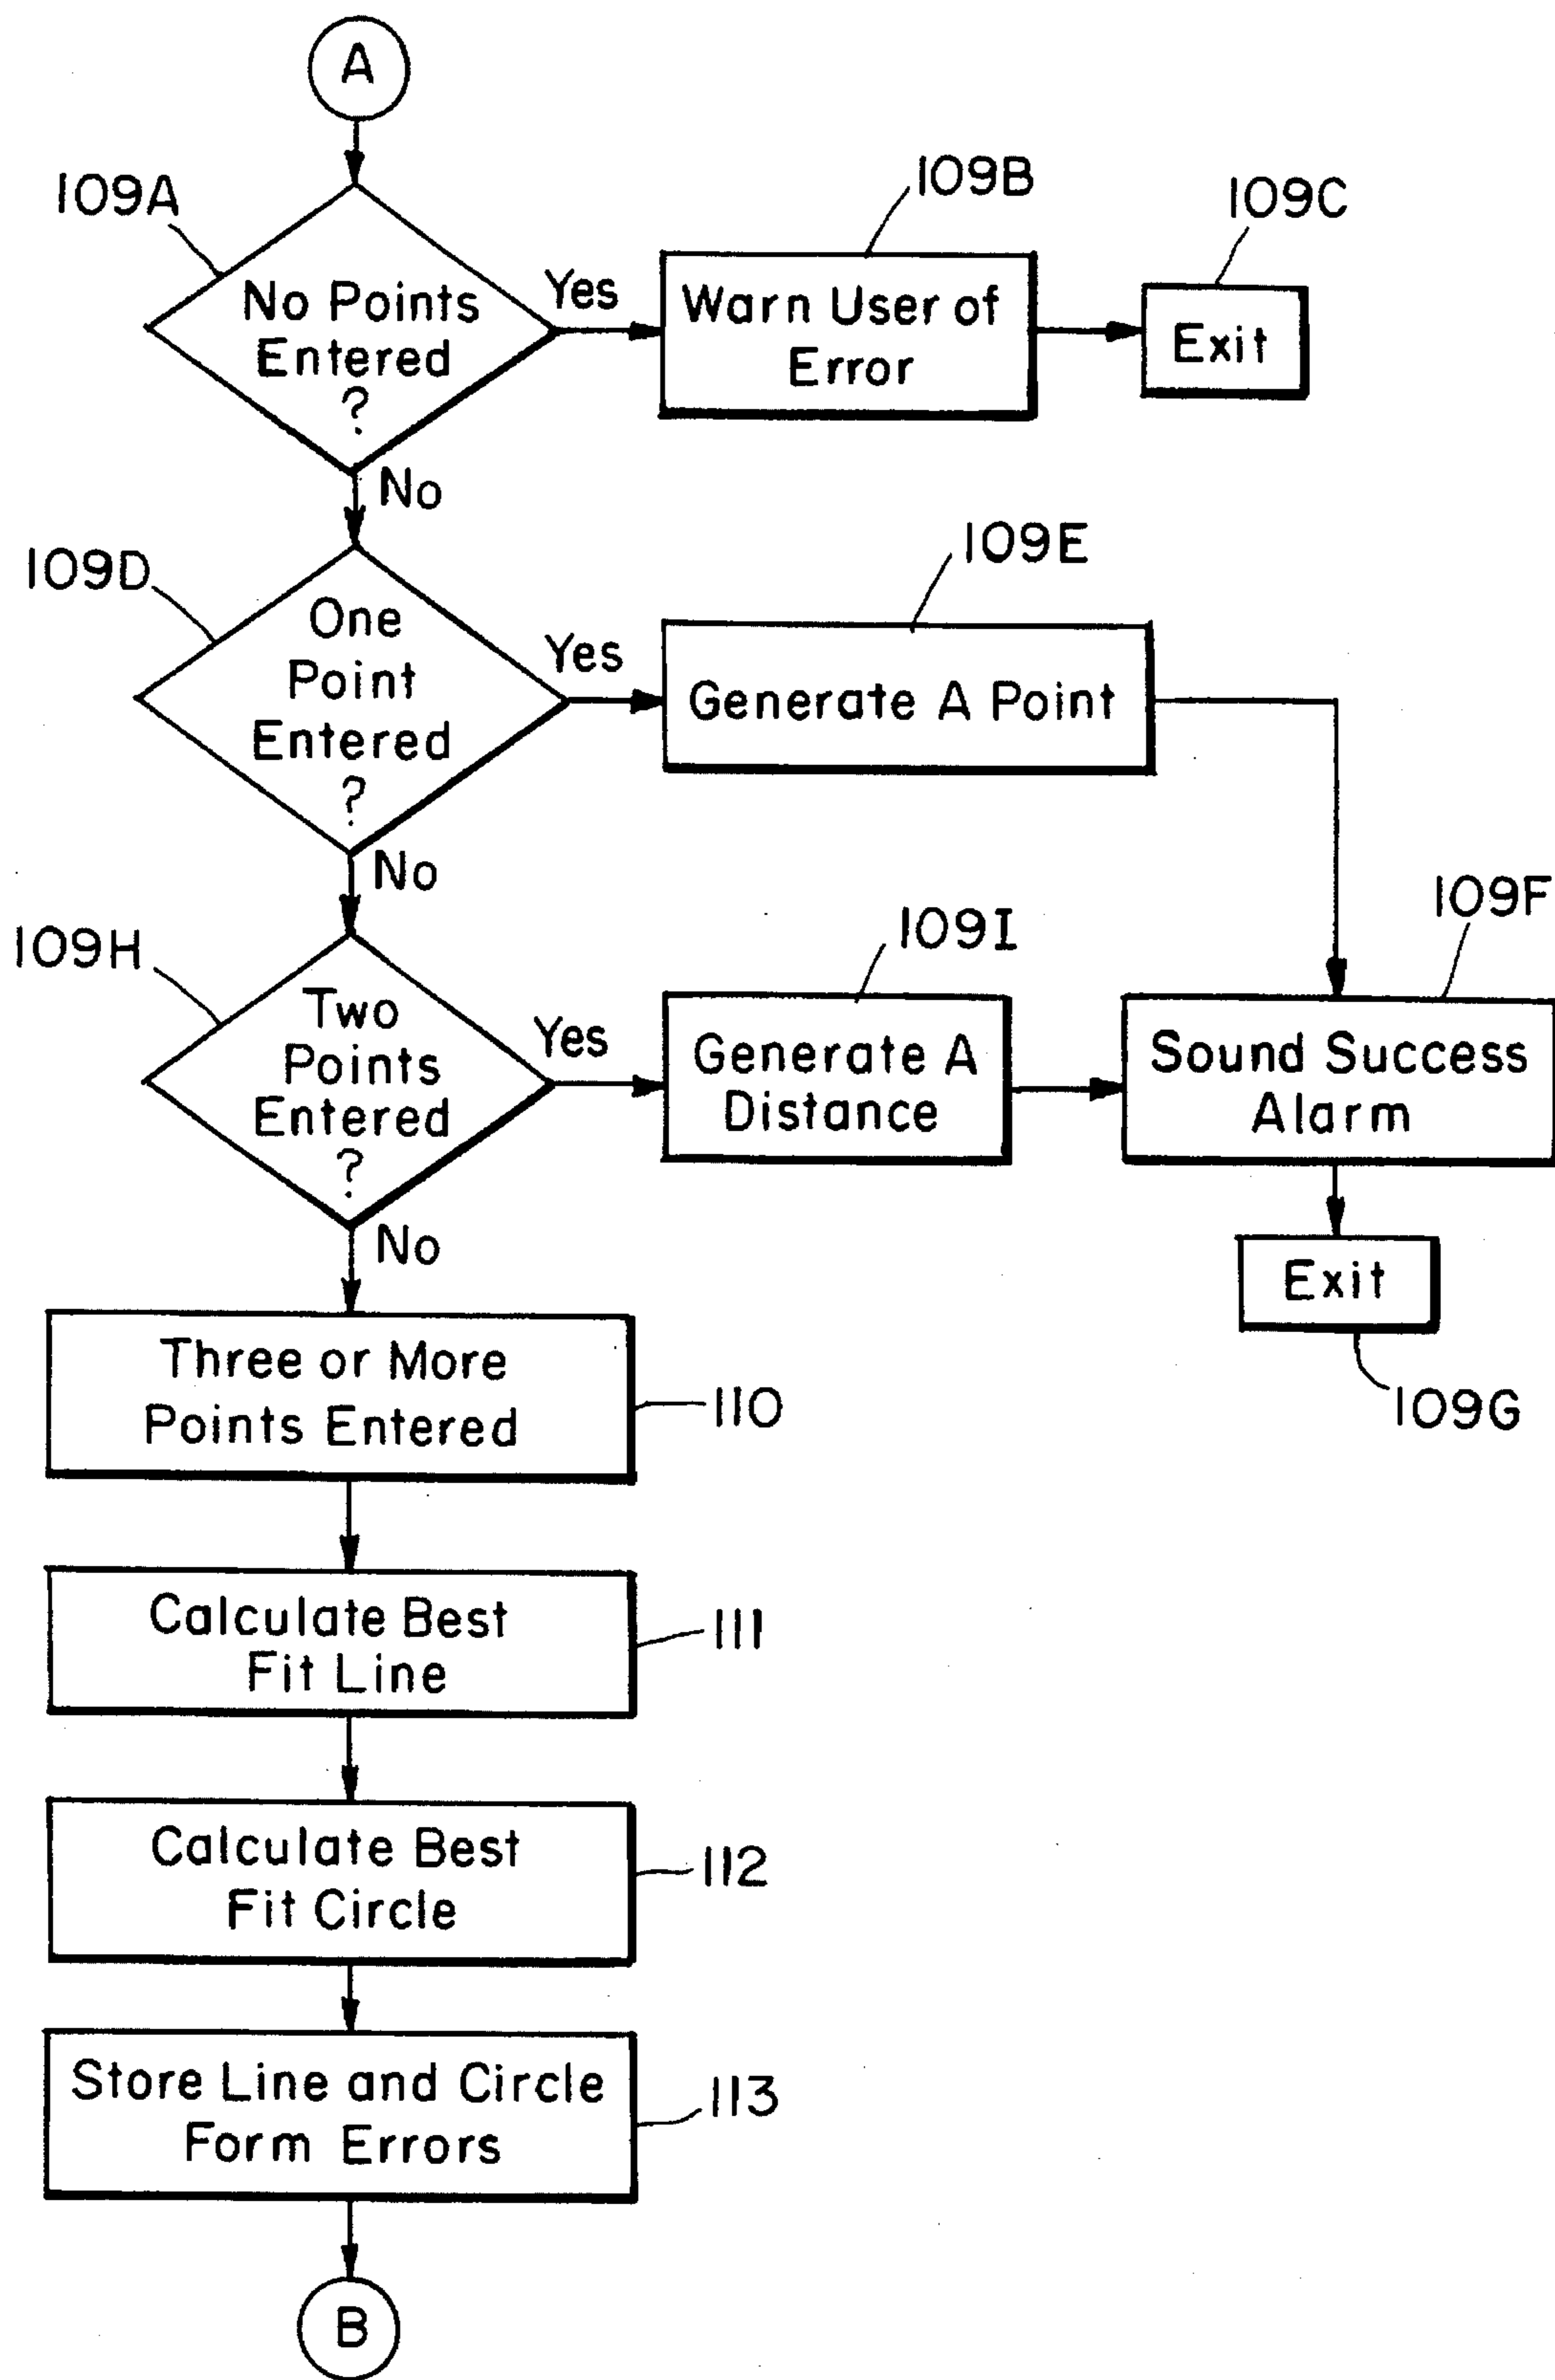 A
109A
No Points
Entered
?
Yes
109B
Warn User of
Error
109C
Exit
No
109D
One
Point
Entered
?
Yes
109E
Generate A Point
No
109H
Two
Points
Entered
?
Yes
109I
Generate A
Distance
109F
Sound Success
Alarm
Exit
109G
No
Three or More
Points Entered
110
Calculate Best
Fit Line
111
Calculate Best
Fit Circle
112
Store Line and Circle
Form Errors
113
B